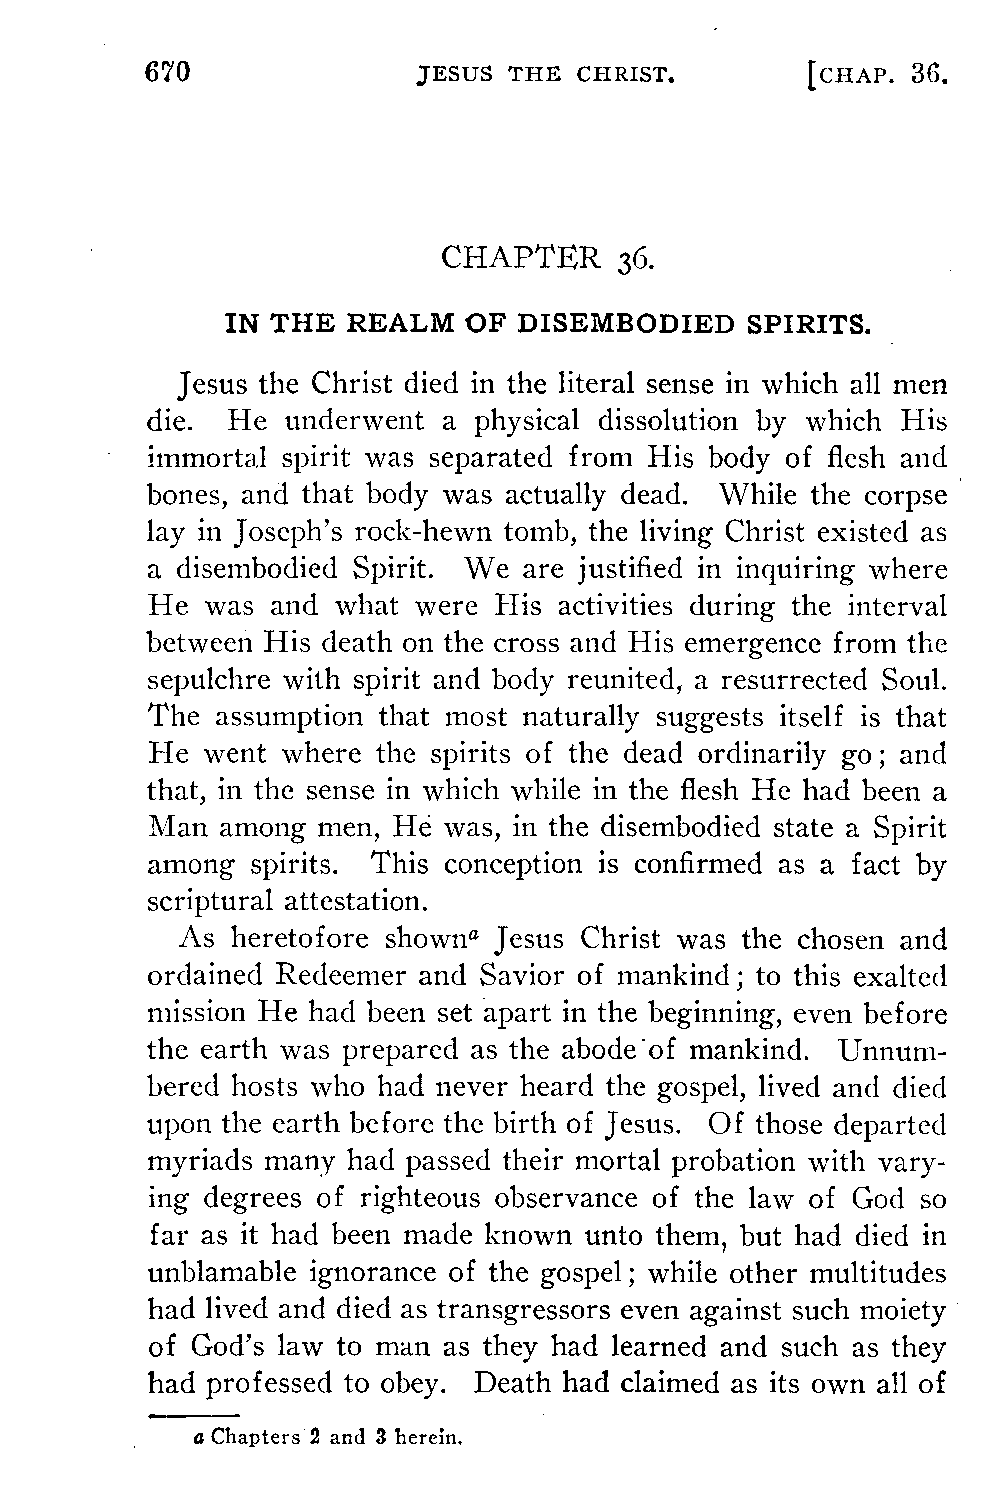 670 JESUS THE CHRIST. [CHAP. 36.
CHAPTER 36.
IN THE REALM OF DISEMBODIED SPIRITS.
Jesus the Christ died in the literal sense in which all men
die. He underwent a physical dissolution by which His
immortal spirit was separated from His body of flesh and
bones, and that body was actually dead. While the corpse
lay in Joseph's rock-hewn tomb, the living Christ existed as
a disembodied Spirit. We are justified in inquiring where
He was and what were His activities during the interval
between His death on the cross and His emergence from the
sepulchre with spirit and body reunited, a resurrected Soul.
The assumption that most naturally suggests itself is that
He went where the spirits of the dead ordinarily go; and
that, in the sense in which while in the flesh He had been a
Man among men, He was, in the disembodied state a Spirit
among spirits. This conception is confirmed as a fact by
scriptural attestation.
As heretofore shownᵃ Jesus Christ was the chosen and
ordained Redeemer and Savior of mankind; to this exalted
mission He had been set apart in the beginning, even before
the earth was prepared as the abode of mankind. Unnum-
bered hosts who had never heard the gospel, lived and died
upon the earth before the birth of Jesus. Of those departed
myriads many had passed their mortal probation with vary-
ing degrees of righteous observance of the law of God so
far as it had been made known unto them, but had died in
unblamable ignorance of the gospel; while other multitudes
had lived and died as transgressors even against such moiety
of God's law to man as they had learned and such as they
had professed to obey. Death had claimed as its own all of
a Chapters 2 and 3 herein.